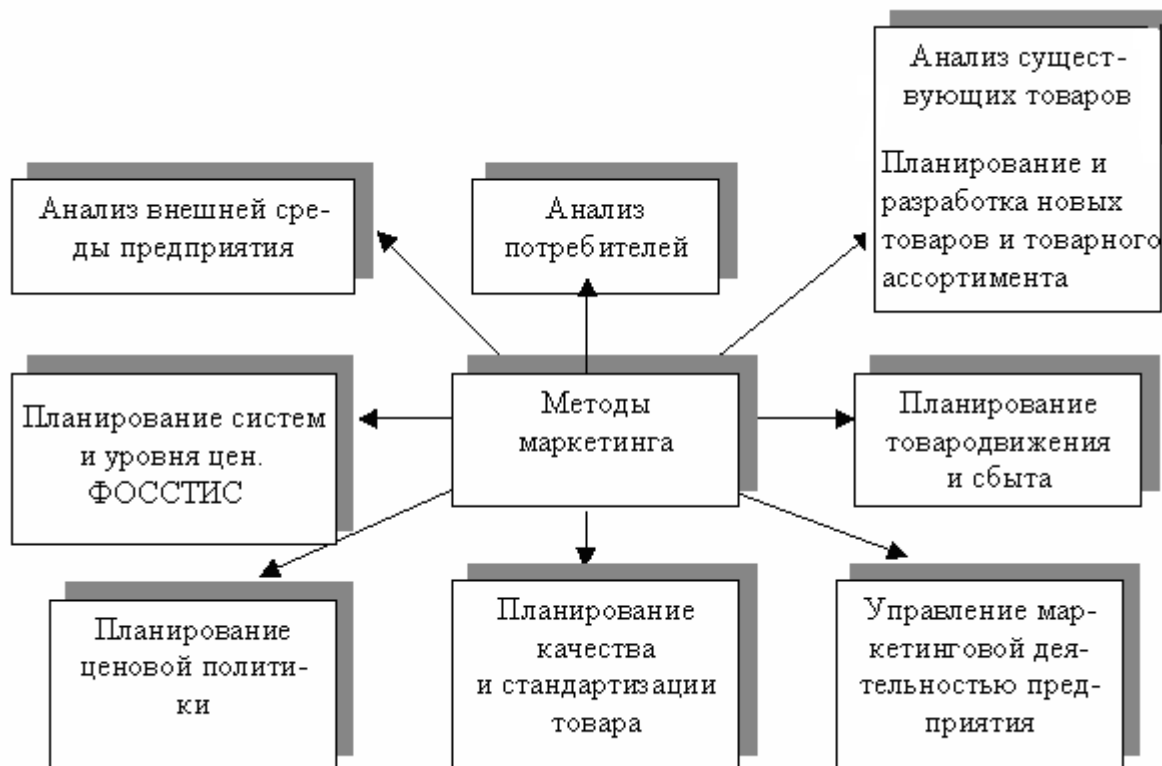 Анализ сущест-
вующих товаров
Планирование и
разработка новых
товаров и товарного
ассортимента
Анализ внешней сре-
ды предприятия
Анализ
потребителей
Планирование систем
и уровня цен.
ФОССТИС
Методы
маркетинга
Планирование
товародвижения
и сбыта
Планирование
ценовой полити-
ки
Планирование
качества
и стандартизации
товара
Управление мар-
кетинговой дея-
тельностью пред-
приятия